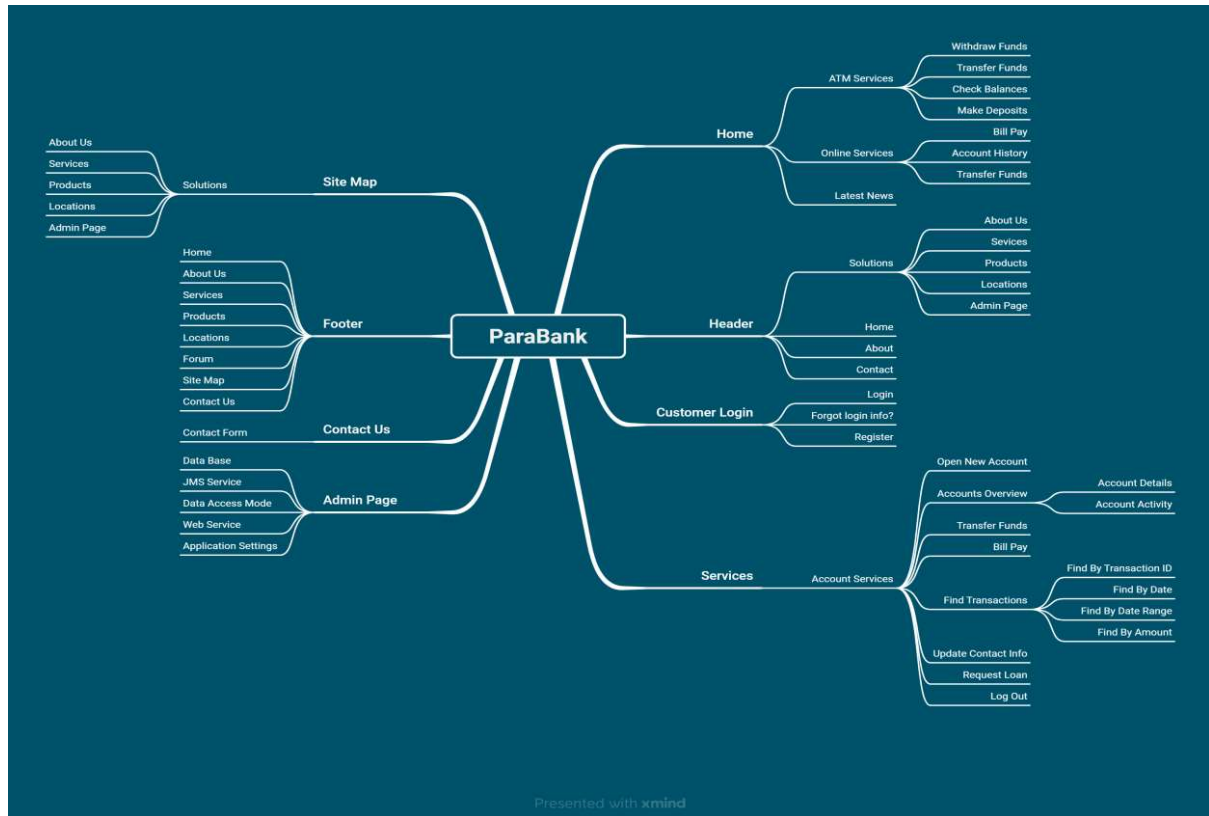 ParaBank
Home
ATM Services
Withdraw Funds
Transfer Funds
Check Balances
Make Deposits
Online Services
Bill Pay
Account History
Transfer Funds
Latest News
Header
Solutions
About Us
Sevices
Products
Locations
Admin Page
Home
About
Contact
Customer Login
Login
Forgot login info?
Register
Services
Account Services
Open New Account
Accounts Overview
Account Details
Account Activity
Transfer Funds
Bill Pay
Find Transactions
Find By Transaction ID
Find By Date
Find By Date Range
Find By Amount
Update Contact Info
Request Loan
Log Out
Site Map
Solutions
About Us
Services
Products
Locations
Admin Page
Footer
Home
About Us
Services
Products
Locations
Forum
Site Map
Contact Us
Contact Us
Contact Form
Admin Page
Data Base
JMS Service
Data Access Mode
Web Service
Application Settings
Presented with xmind